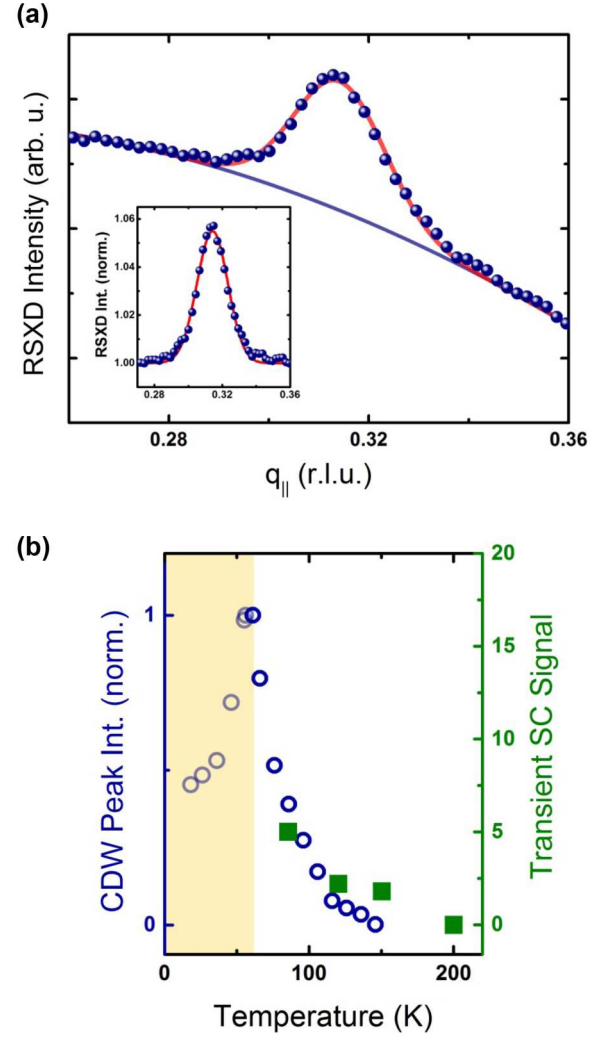 (a)
RSXD Intensity (arb. u.)
RSXD Int. (norm.)
1.06
1.04
1.02
1.00
0.28 0.32 0.36
0.28 0.32 0.36
q|| (r.l.u.)
(b)
CDW Peak Int. (norm.)
1
0
20
15
10
5
0
Transient SC Signal
0 100 200
Temperature (K)